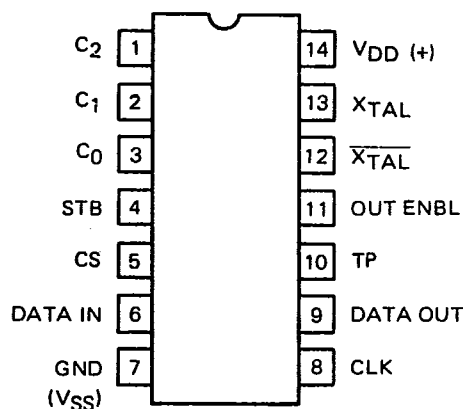 C2 1 14 VDD (+)
C1 2 13 XTAL
C0 3 12 XTAL
STB 4 11 OUT ENBL
CS 5 10 TP
DATA IN 6 9 DATA OUT
GND 7 8 CLK
(VSS)